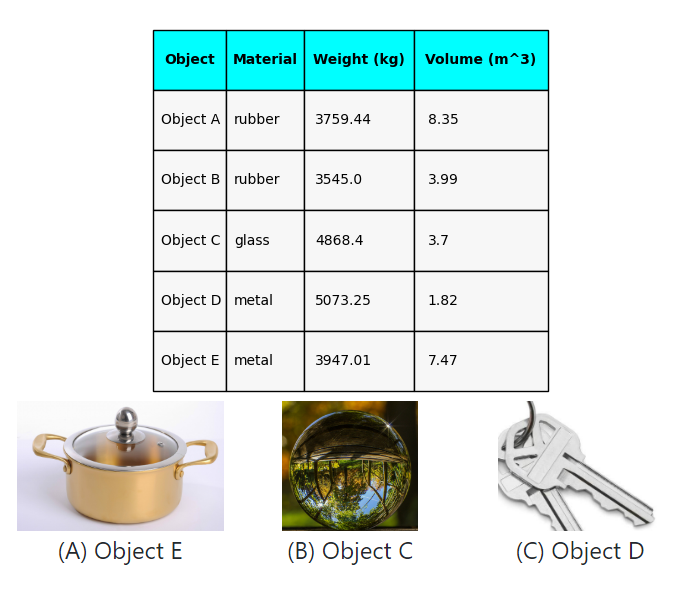 Object Material Weight (kg) Volume (m^3)
Object A rubber 3759.44 8.35
Object B rubber 3545.0 3.99
Object C glass 4868.4 3.7
Object D metal 5073.25 1.82
Object E metal 3947.01 7.47
(A) Object E (B) Object C (C) Object D